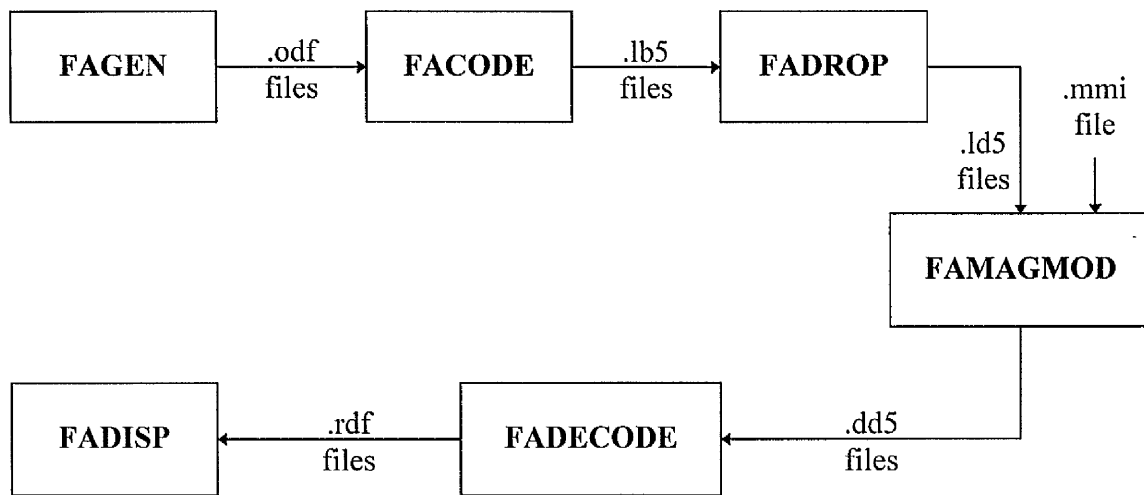 FAGEN
.odf
files
FACODE
.lb5
files
FADROP
.ld5
files
.mmi
file
FAMAGMOD
.dd5
files
FADECODE
.rdf
files
FADISP